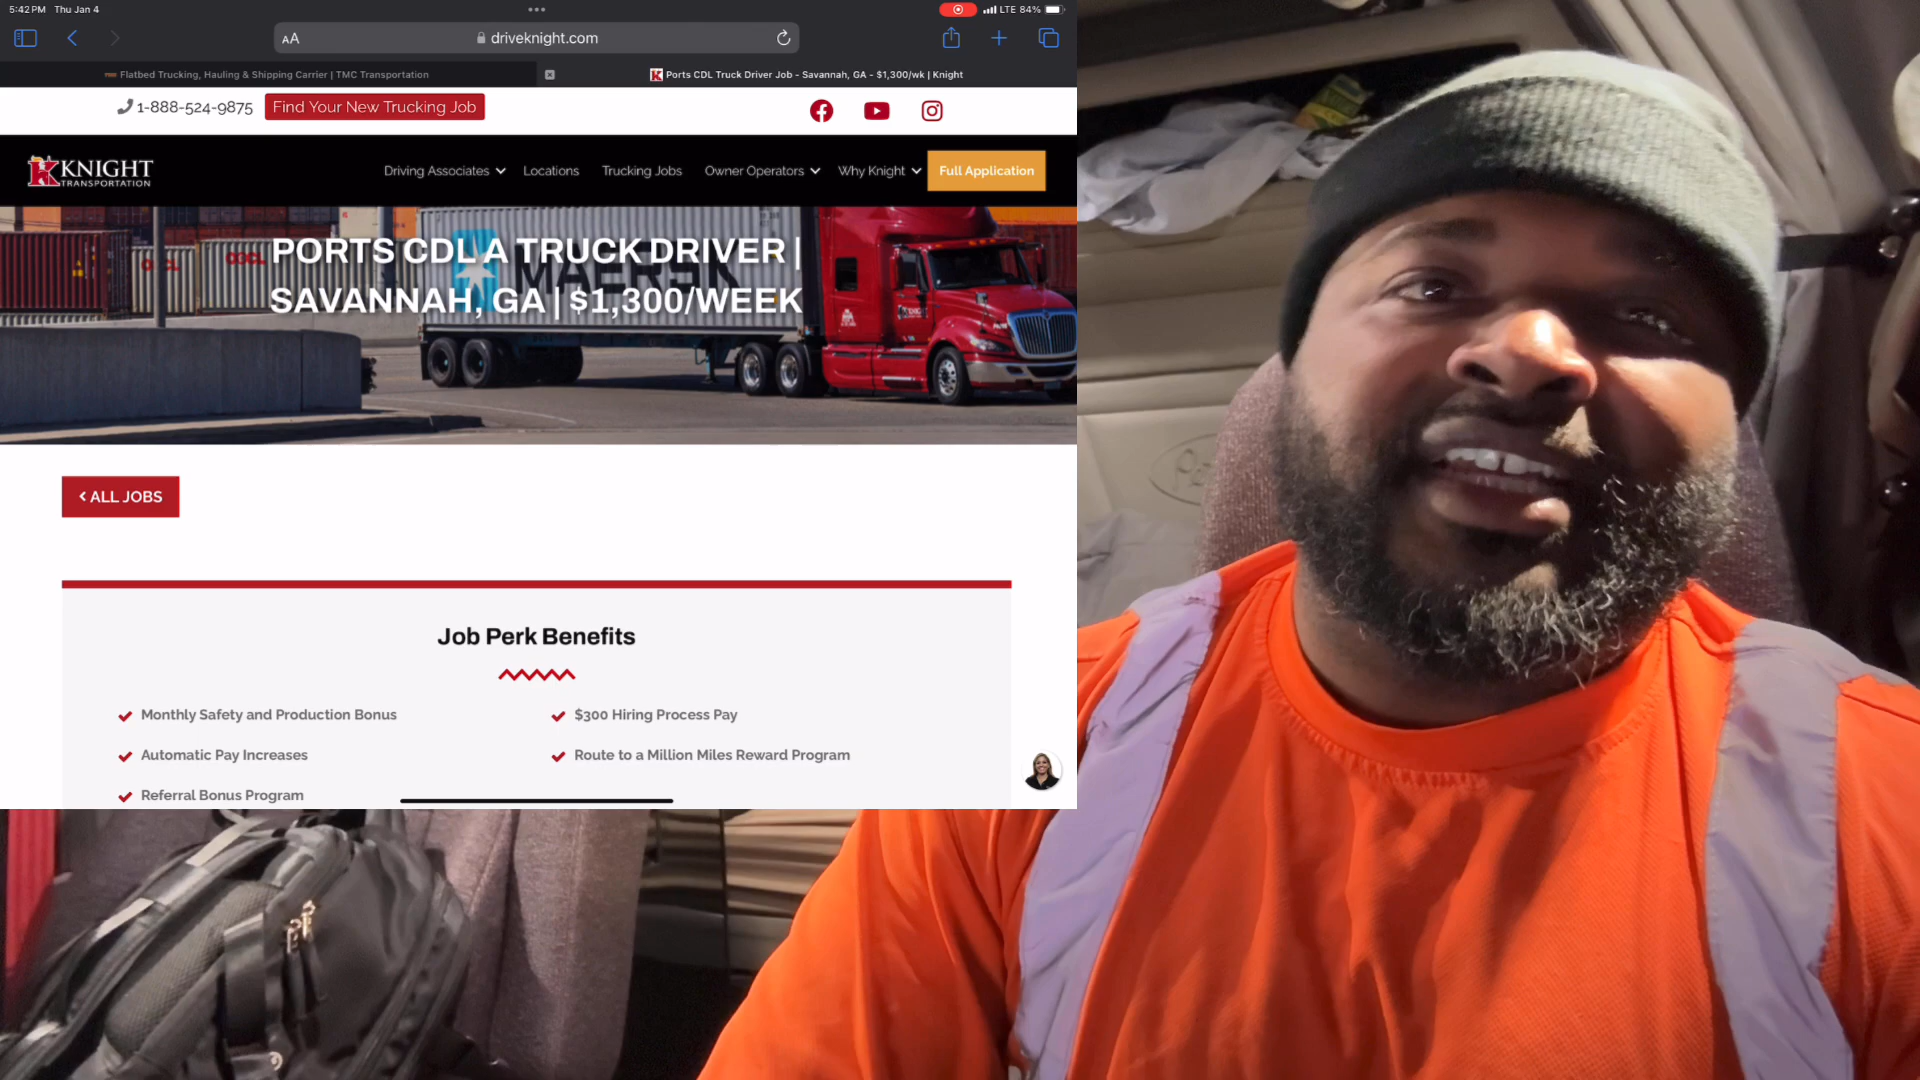 5:42 PM Thu Jan 4
LTE 84%
AA driveknight.com
Flatbed Trucking, Hauling & Shipping Carrier | TMC Transportation
Ports CDL Truck Driver Job - Savannah, GA - $1,300/wk | Knight
1-888-524-9875 Find Your New Trucking Job
KNIGHT
TRANSPORTATION
Driving Associates Locations Trucking Jobs Owner Operators Why Knight Full Application
PORTS CDL A TRUCK DRIVER |
SAVANNAH, GA | $1,300/WEEK
MAERSK
OOCL
ALL JOBS
Job Perk Benefits
Monthly Safety and Production Bonus
$300 Hiring Process Pay
Automatic Pay Increases
Route to a Million Miles Reward Program
Referral Bonus Program